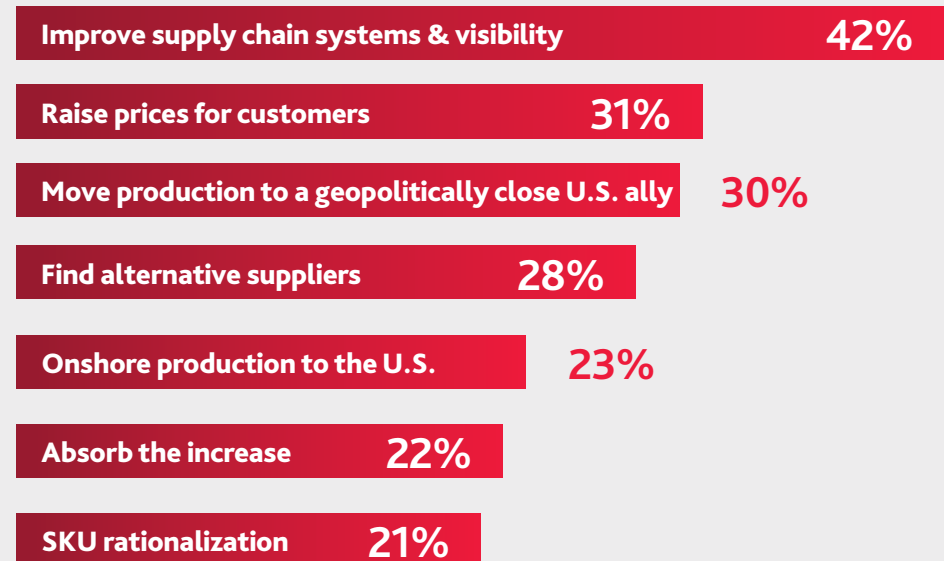 Improve supply chain systems & visibility 42%
Raise prices for customers 31%
Move production to a geopolitically close U.S. ally 30%
Find alternative suppliers 28%
Onshore production to the U.S. 23%
Absorb the increase 22%
SKU rationalization 21%